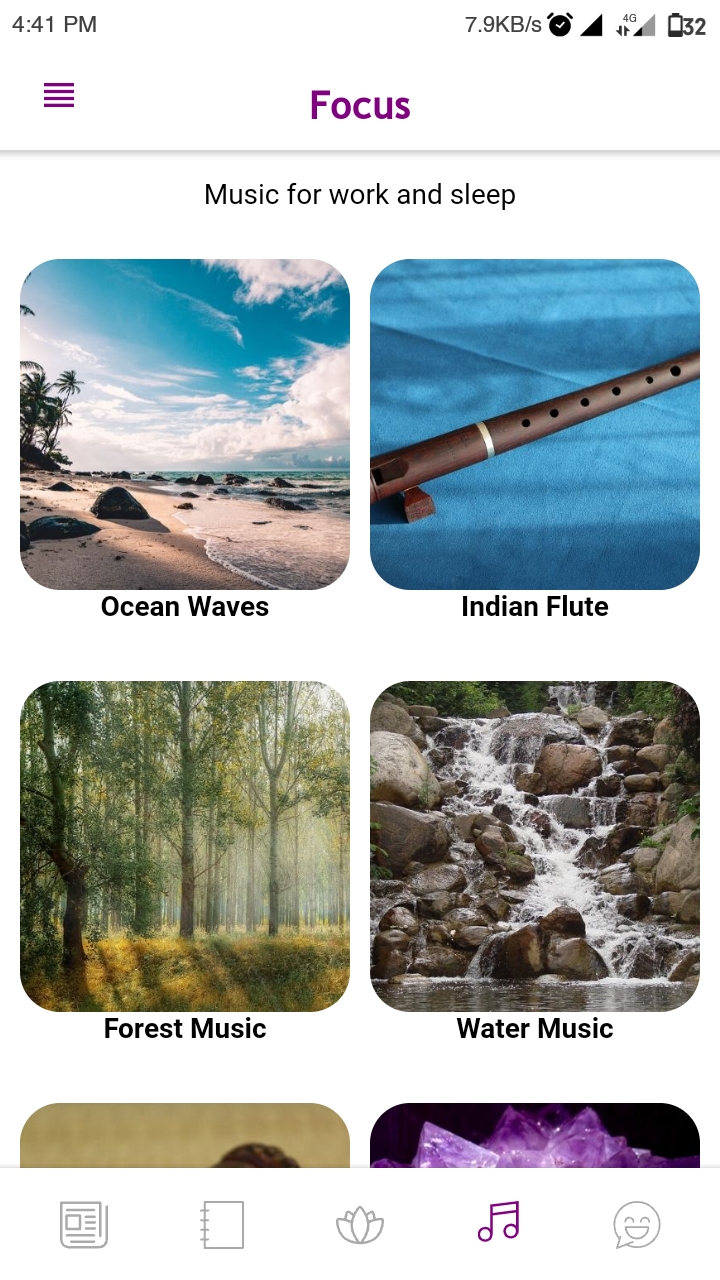 4:41 PM 7.9KB/s 4G 32
Focus
Music for work and sleep
Ocean Waves Indian Flute
Forest Music Water Music